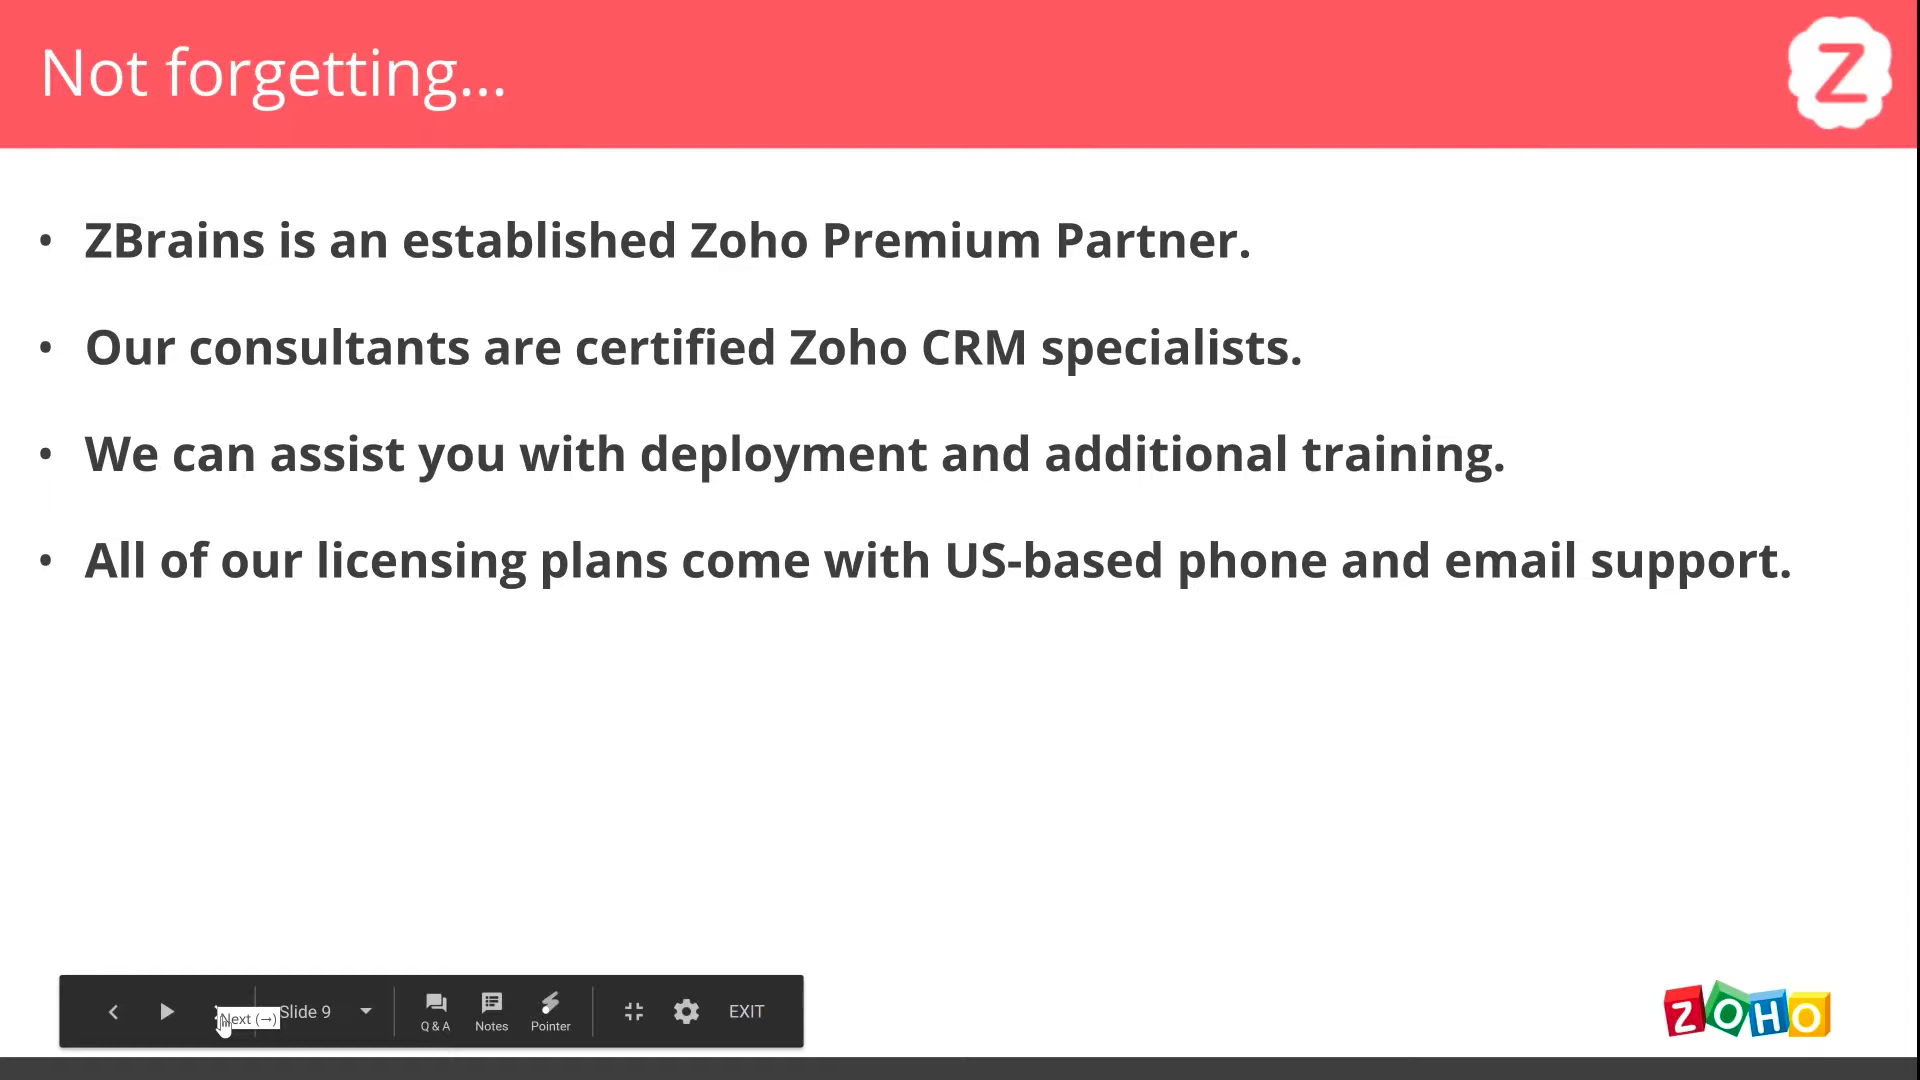 Not forgetting...
Z
• ZBrains is an established Zoho Premium Partner.
• Our consultants are certified Zoho CRM specialists.
• We can assist you with deployment and additional training.
• All of our licensing plans come with US-based phone and email support.
Next (→)
Slide 9
Q & A
Notes
Pointer
EXIT
ZOHO